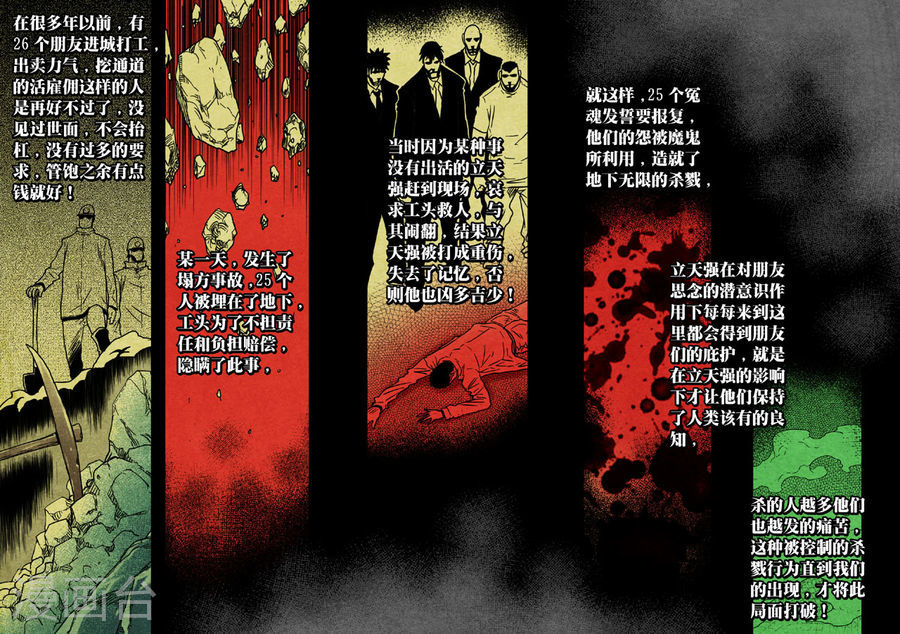 在很多年以前，有
26个朋友进城打工，
出卖力气，挖通道
的活雇佣这样的人
是再好不过了，没
见过世面，不会抬
杠，没有过多的要
求，管饱之余有点
钱就好！
某一天，发生了
塌方事故，25个
人被埋在了地下，
工头为了不担责
任和负担赔偿，
隐瞒了此事，
当时因为某种事
没有出活的立天
强赶到现场，哀
求工头救人，与
其闹翻，结果立
天强被打成重伤，
失去了记忆，否
则他也凶多吉少！
就这样，25个冤
魂发誓要报复，
他们的怨被魔鬼
所利用，造就了
地下无限的杀戮，
立天强在对朋友
思念的潜意识作
用下每每来到这
里都会得到朋友
们的庇护，就是
在立天强的影响
下才让他们保持
了人类该有的良
知，
杀的人越多他们
也越发的痛苦，
这种被控制的杀
戮行为直到我们
的出现，才将此
局面打破！
漫画台